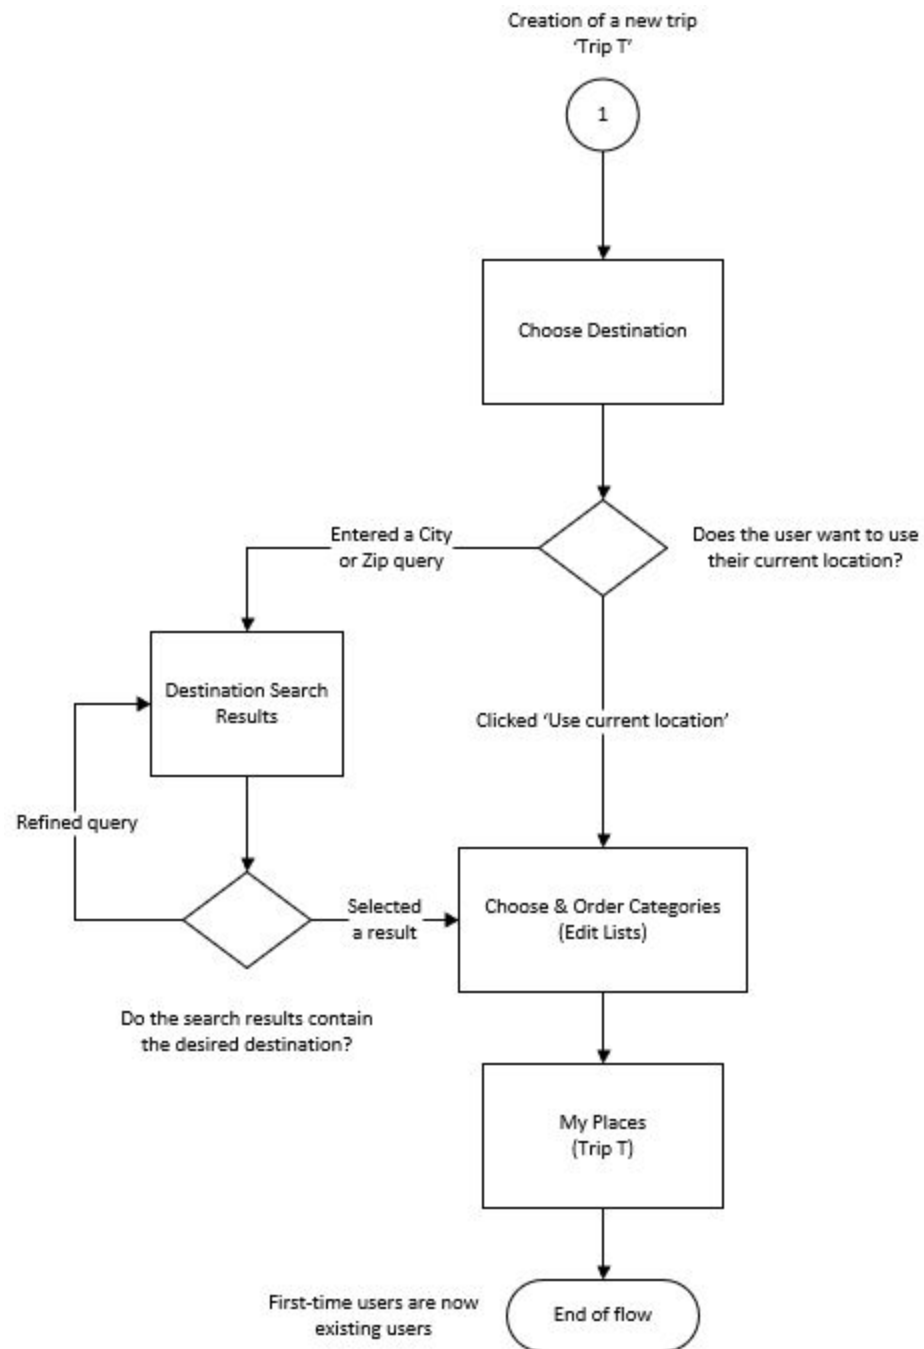 Creation of a new trip
‘Trip T’
1
Choose Destination
Entered a City
or Zip query
Does the user want to use
their current location?
Destination Search
Results
Clicked ‘Use current location’
Refined query
Selected
a result
Choose & Order Categories
(Edit Lists)
Do the search results contain
the desired destination?
My Places
(Trip T)
First-time users are now
existing users
End of flow